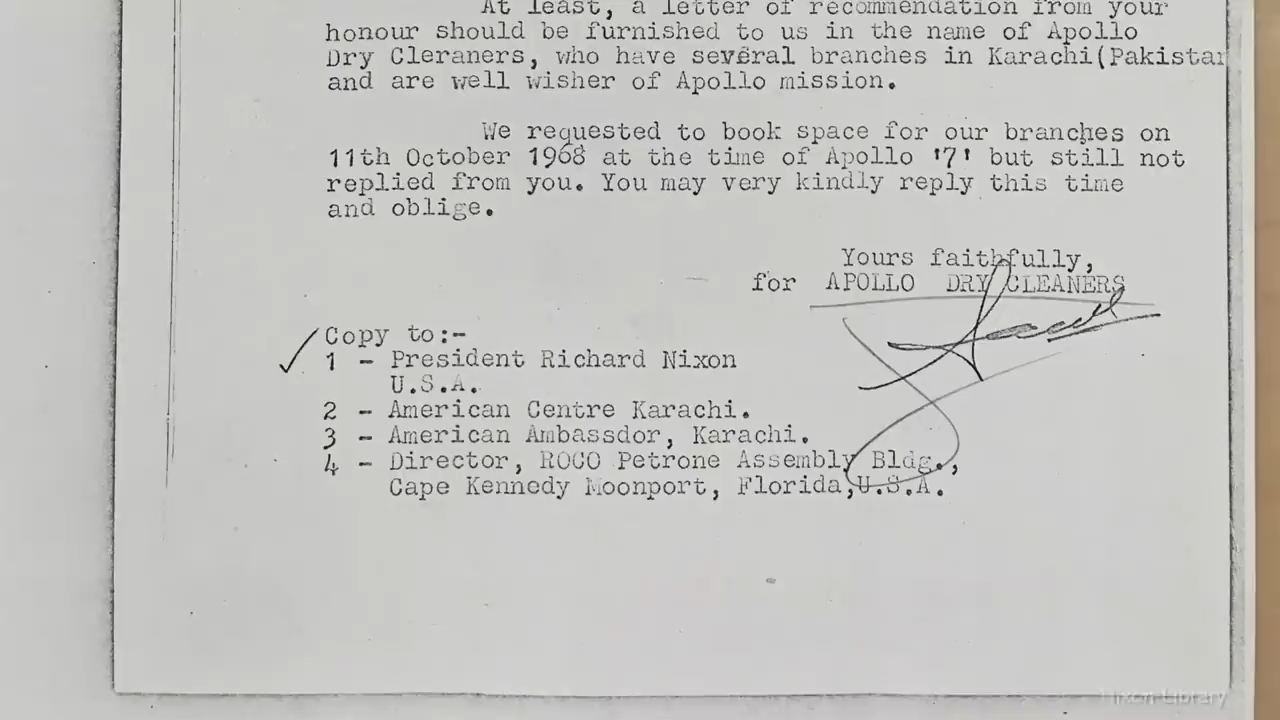 At least, a letter of recommendation from your
honour should be furnished to us in the name of Apollo
Dry Cleraners, who have several branches in Karachi(Pakistan
and are well wisher of Apollo mission.
We requested to book space for our branches on
11th October 1968 at the time of Apollo '7' but still not
replied from you. You may very kindly reply this time
and oblige.
Yours faithfully,
for APOLLO DRY CLEANERS
Copy to:-
1 - President Richard Nixon
U.S.A.
2 - American Centre Karachi.
3 - American Ambassdor, Karachi.
4 - Director, ROCO Petrone Assembly Bldg.,
Cape Kennedy Moonport, Florida,U.S.A.
Nixon Library